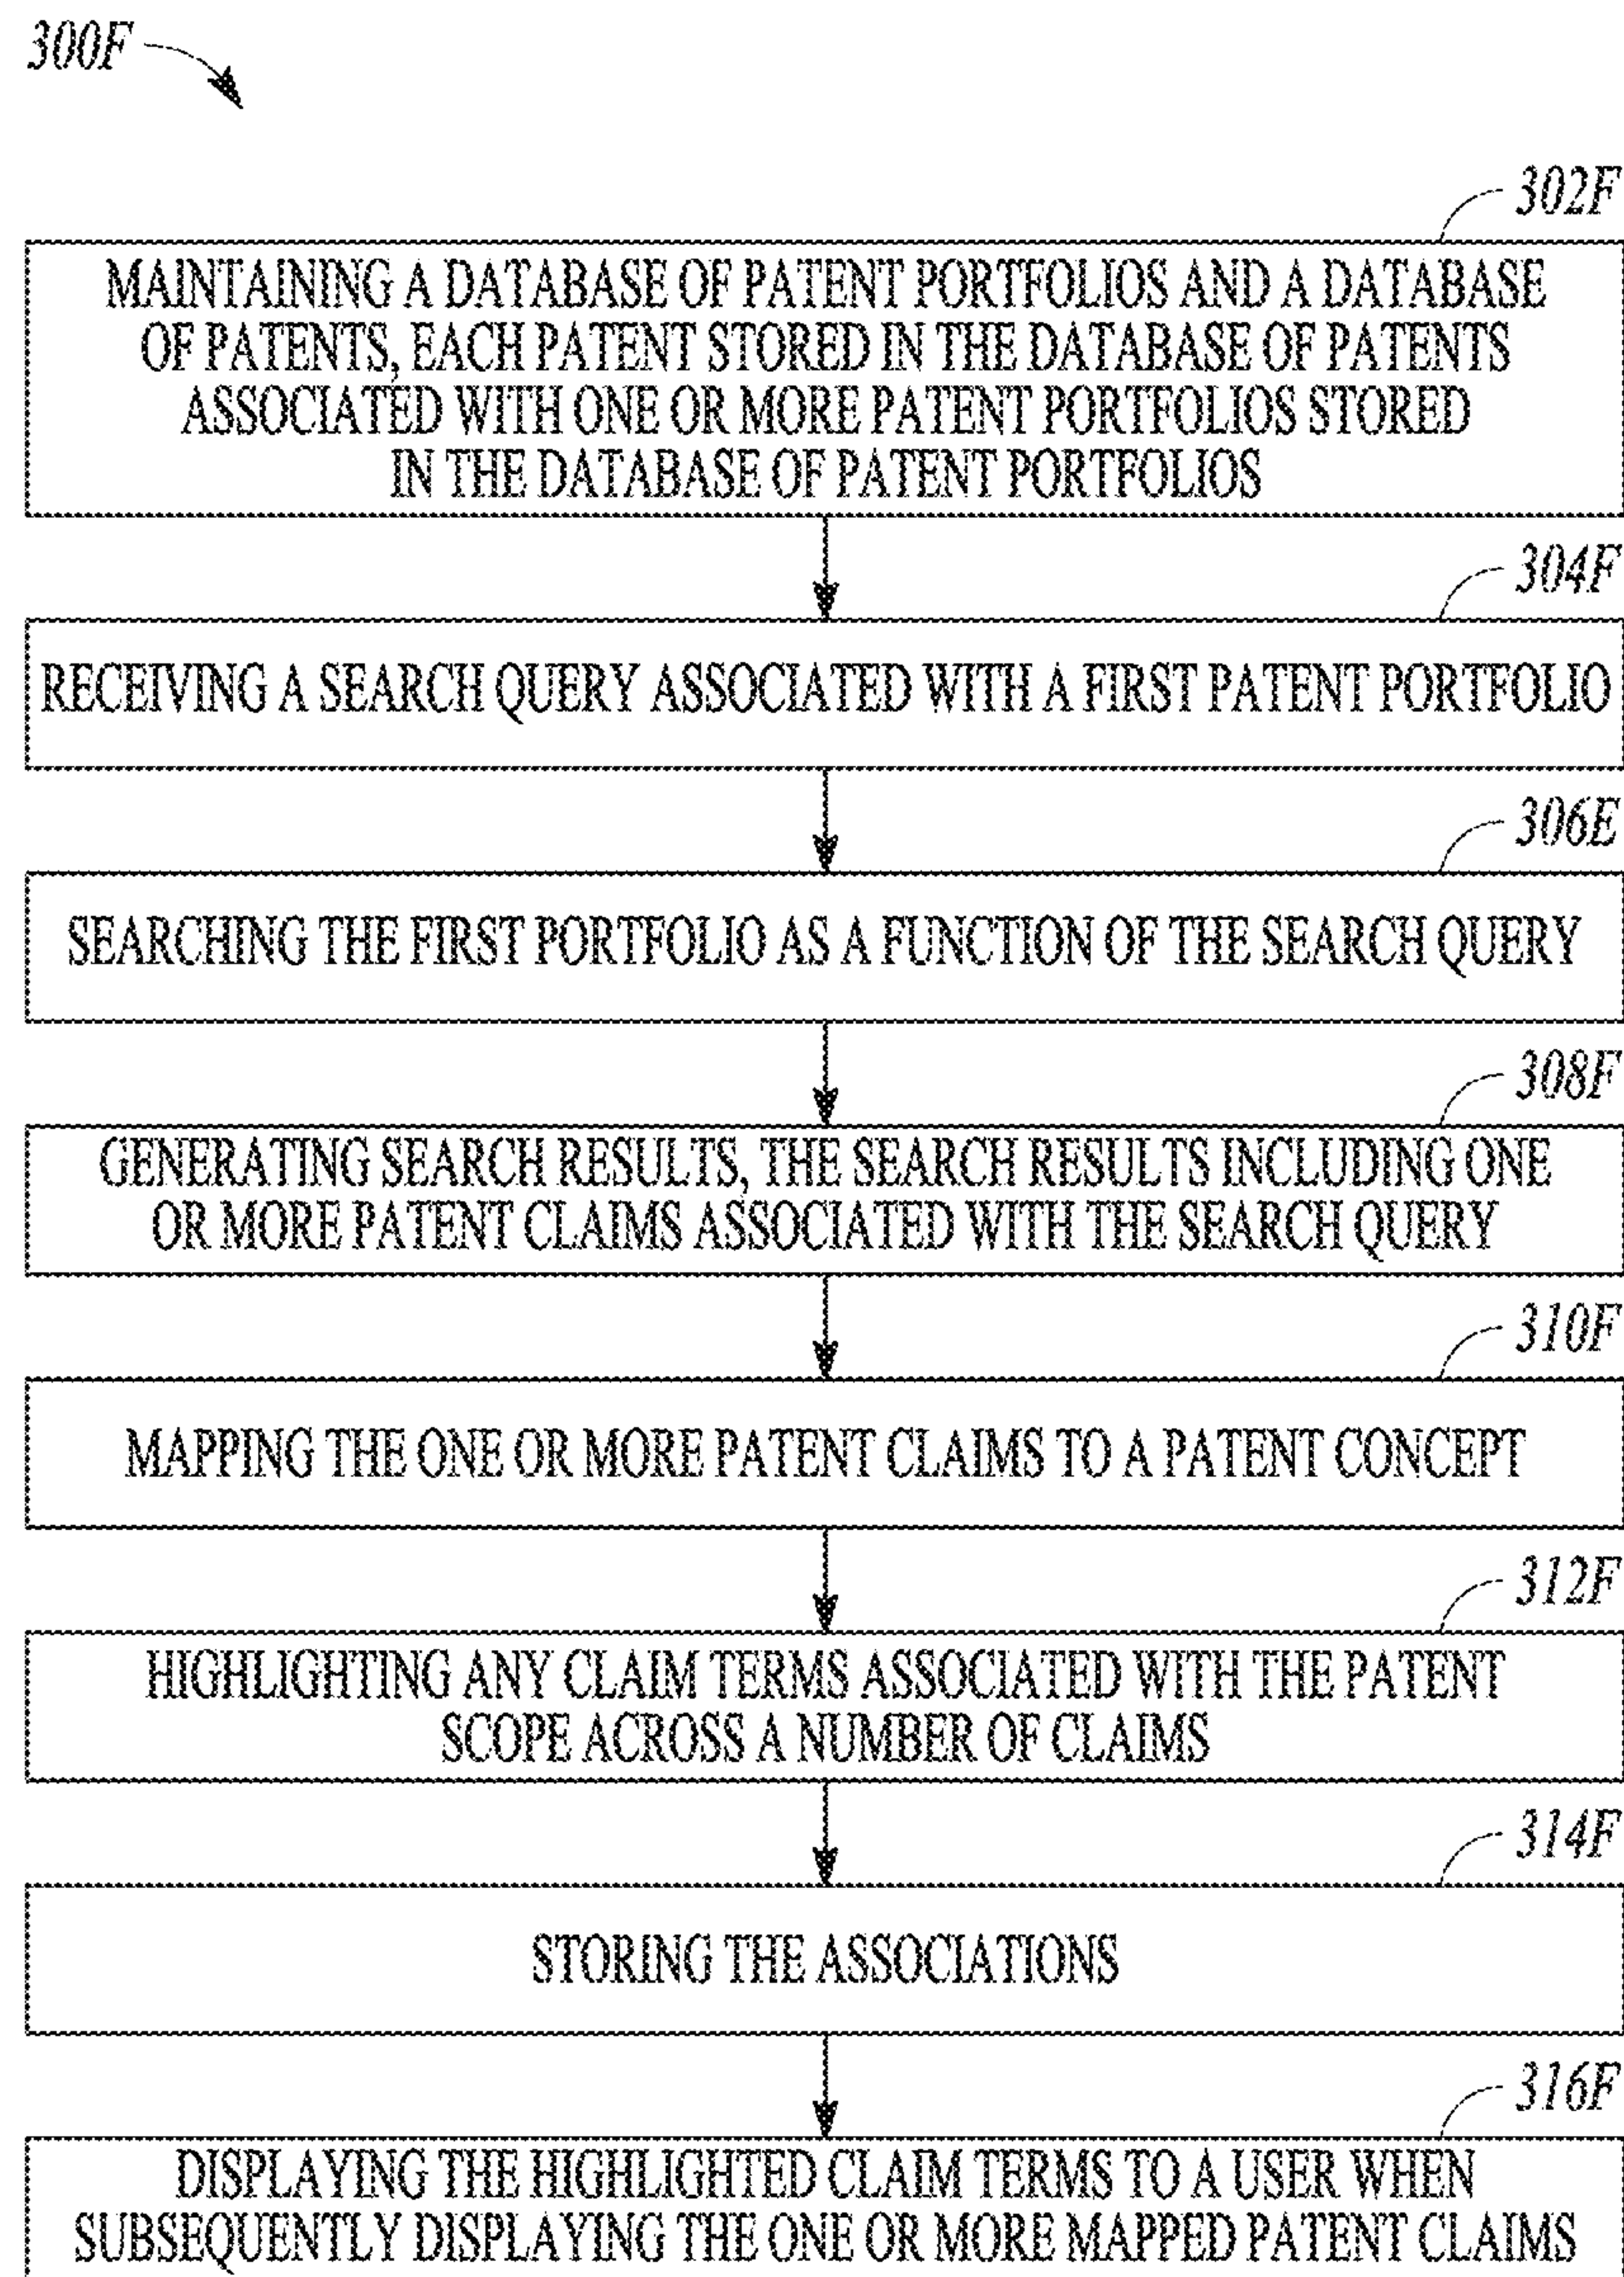 300F
302F
MAINTAINING A DATABASE OF PATENT PORTFOLIOS AND A DATABASE
OF PATENTS, EACH PATENT STORED IN THE DATABASE OF PATENTS
ASSOCIATED WITH ONE OR MORE PATENT PORTFOLIOS STORED
IN THE DATABASE OF PATENT PORTFOLIOS
304F
RECEIVING A SEARCH QUERY ASSOCIATED WITH A FIRST PATENT PORTFOLIO
306E
SEARCHING THE FIRST PORTFOLIO AS A FUNCTION OF THE SEARCH QUERY
308F
GENERATING SEARCH RESULTS, THE SEARCH RESULTS INCLUDING ONE
OR MORE PATENT CLAIMS ASSOCIATED WITH THE SEARCH QUERY
310F
MAPPING THE ONE OR MORE PATENT CLAIMS TO A PATENT CONCEPT
312F
HIGHLIGHTING ANY CLAIM TERMS ASSOCIATED WITH THE PATENT
SCOPE ACROSS A NUMBER OF CLAIMS
314F
STORING THE ASSOCIATIONS
316F
DISPLAYING THE HIGHLIGHTED CLAIM TERMS TO A USER WHEN
SUBSEQUENTLY DISPLAYING THE ONE OR MORE MAPPED PATENT CLAIMS